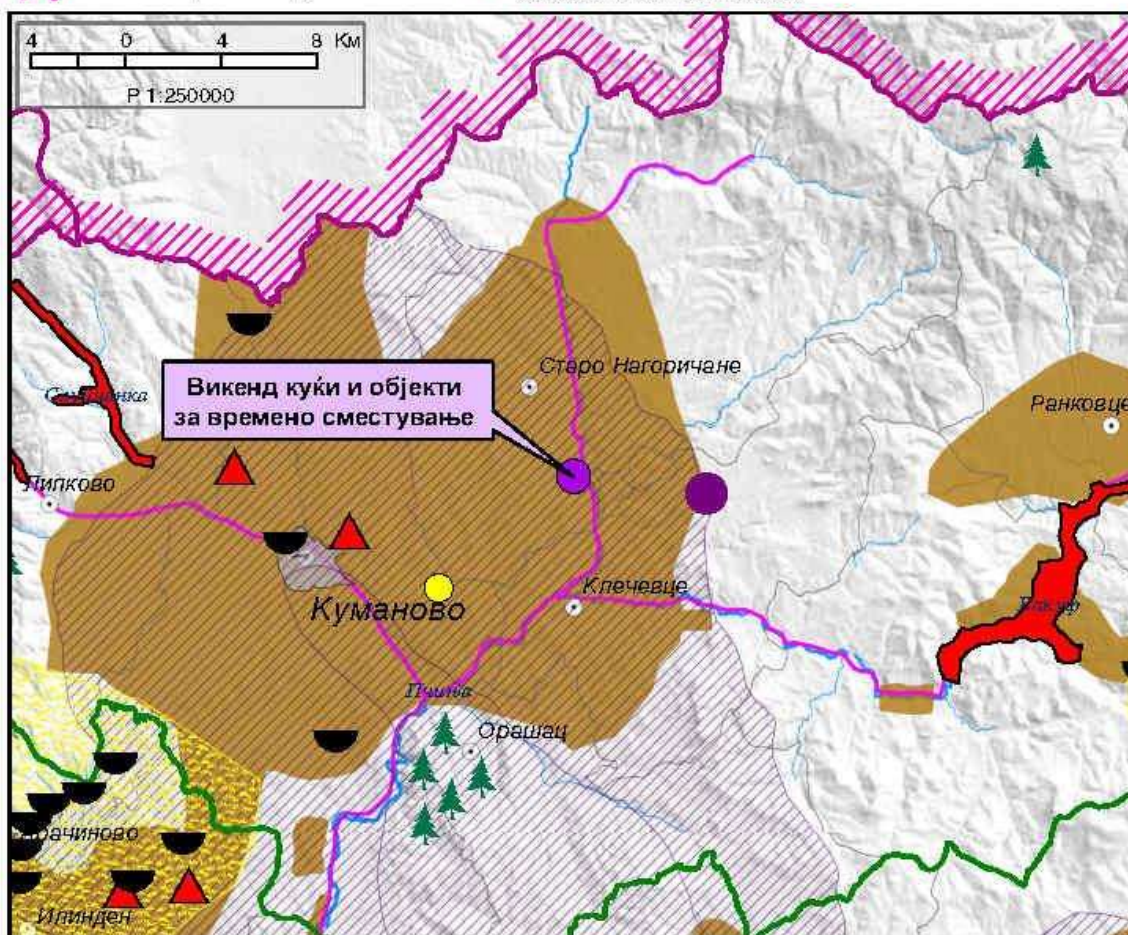 4 0 4 8 Км
Р 1:250000
Старо Нагоричане
Викенд куќи и објекти
за времено сместување
Ранковце
Липково
Клечевце
Куманово
Пчиња
Орашац
Илинден